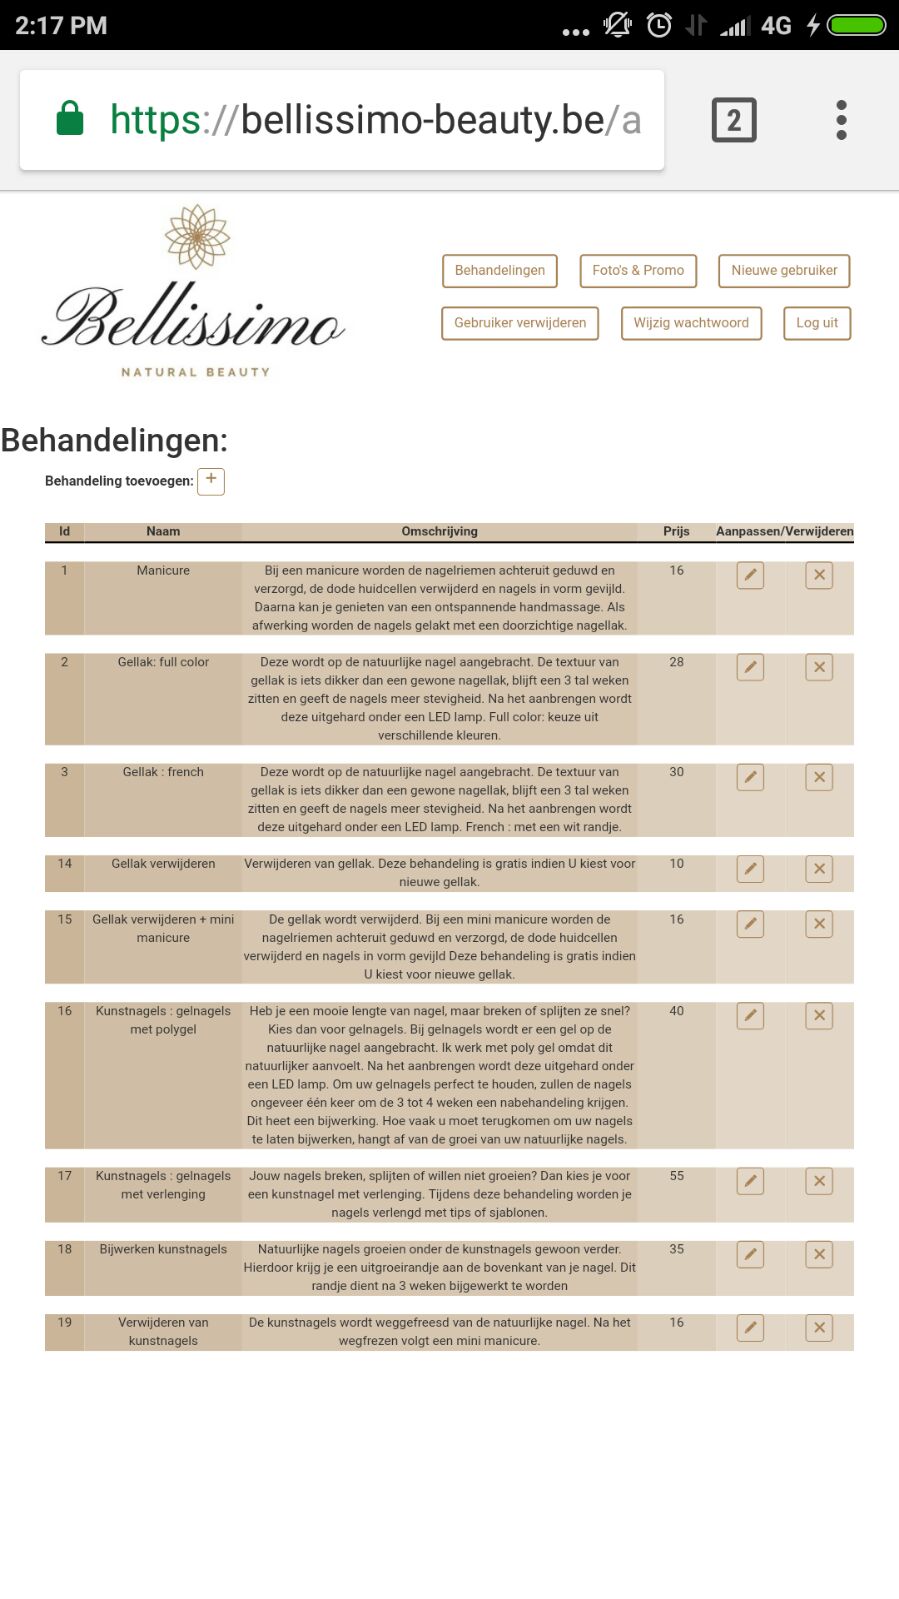 2:17 PM
4G
https://bellissimo-beauty.be/a
2
Bellissimo
NATURAL BEAUTY
Behandelingen
Foto's & Promo
Nieuwe gebruiker
Gebruiker verwijderen
Wijzig wachtwoord
Log uit
Behandelingen:
Behandeling toevoegen: +
Id Naam Omschrijving Prijs Aanpassen/Verwijderen
1 Manicure Bij een manicure worden de nagelriemen achteruit geduwd en 16
verzorgd, de dode huidcellen verwijderd en nagels in vorm gevijld.
Daarna kan je genieten van een ontspannende handmassage. Als
afwerking worden de nagels gelakt met een doorzichtige nagellak.
2 Gellak: full color Deze wordt op de natuurlijke nagel aangebracht. De textuur van 28
gellak is iets dikker dan een gewone nagellak, blijft een 3 tal weken
zitten en geeft de nagels meer stevigheid. Na het aanbrengen wordt
deze uitgehard onder een LED lamp. Full color: keuze uit
verschillende kleuren.
3 Gellak : french Deze wordt op de natuurlijke nagel aangebracht. De textuur van 30
gellak is iets dikker dan een gewone nagellak, blijft een 3 tal weken
zitten en geeft de nagels meer stevigheid. Na het aanbrengen wordt
deze uitgehard onder een LED lamp. French : met een wit randje.
14 Gellak verwijderen Verwijderen van gellak. Deze behandeling is gratis indien U kiest voor 10
nieuwe gellak.
15 Gellak verwijderen + mini De gellak wordt verwijderd. Bij een mini manicure worden de 16
manicure nagelriemen achteruit geduwd en verzorgd, de dode huidcellen
verwijderd en nagels in vorm gevijld Deze behandeling is gratis indien
U kiest voor nieuwe gellak.
16 Kunstnagels : gelnagels Heb je een mooie lengte van nagel, maar breken of splijten ze snel? 40
met polygel Kies dan voor gelnagels. Bij gelnagels wordt er een gel op de
natuurlijke nagel aangebracht. Ik werk met poly gel omdat dit
natuurlijker aanvoelt. Na het aanbrengen wordt deze uitgehard onder
een LED lamp. Om uw gelnagels perfect te houden, zullen de nagels
ongeveer één keer om de 3 tot 4 weken een nabehandeling krijgen.
Dit heet een bijwerking. Hoe vaak u moet terugkomen om uw nagels
te laten bijwerken, hangt af van de groei van uw natuurlijke nagels.
17 Kunstnagels : gelnagels Jouw nagels breken, splijten of willen niet groeien? Dan kies je voor 55
met verlenging een kunstnagel met verlenging. Tijdens deze behandeling worden je
nagels verlengd met tips of sjablonen.
18 Bijwerken kunstnagels Natuurlijke nagels groeien onder de kunstnagels gewoon verder. 35
Hierdoor krijg je een uitgroeirandje aan de bovenkant van je nagel. Dit
randje dient na 3 weken bijgewerkt te worden
19 Verwijderen van De kunstnagels wordt weggefreesd van de natuurlijke nagel. Na het 16
kunstnagels wegfrezen volgt een mini manicure.